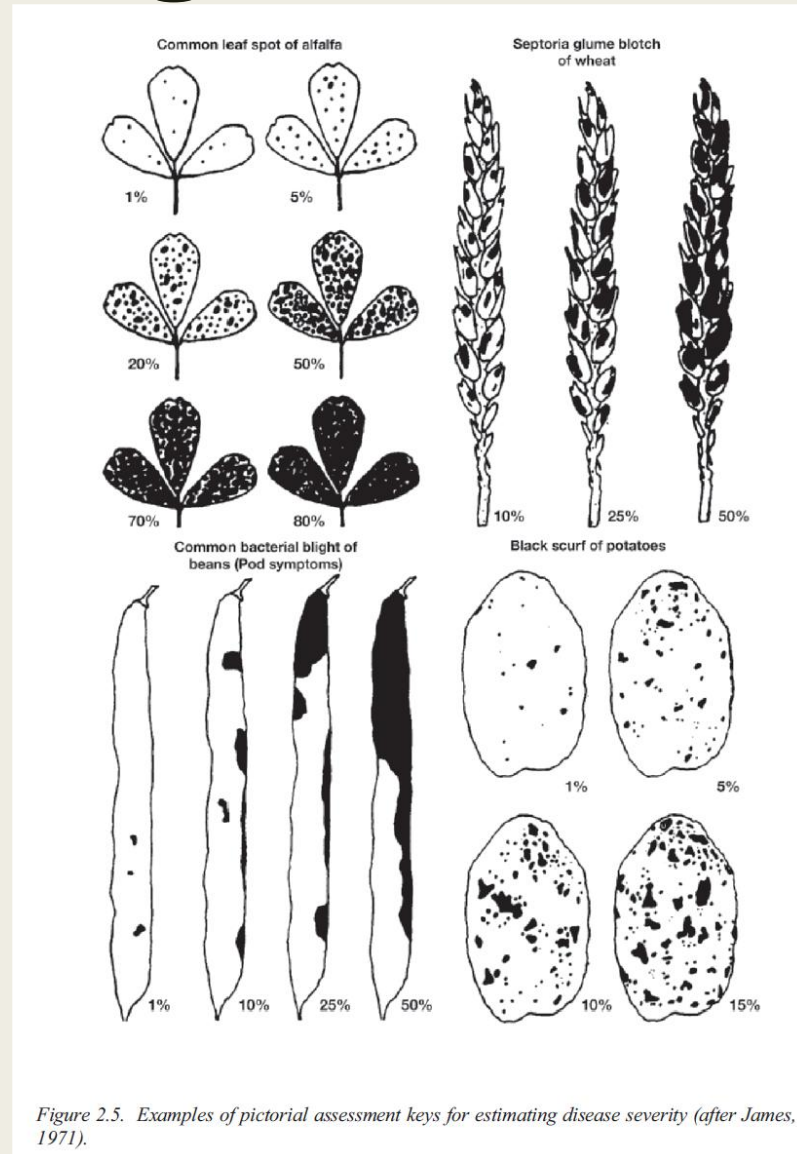 Common leaf spot of alfalfa
1%
5%
20%
50%
70%
80%
Septoria glume blotch
of wheat
10%
25%
50%
Common bacterial blight of
beans (Pod symptoms)
1%
10%
25%
50%
Black scurf of potatoes
1%
5%
10%
15%
Figure 2.5. Examples of pictorial assessment keys for estimating disease severity (after James,
1971).